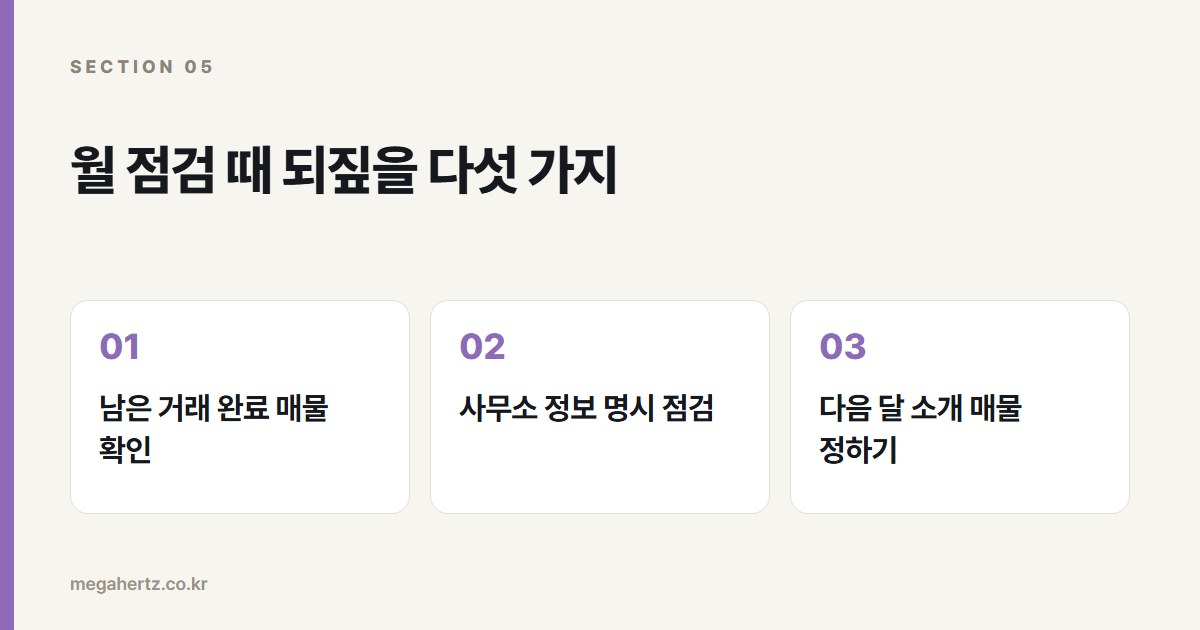 SECTION 05
월 점검 때 되짚을 다섯 가지
01
남은 거래 완료 매물
확인
02
사무소 정보 명시 점검
03
다음 달 소개 매물
정하기
megahertz.co.kr